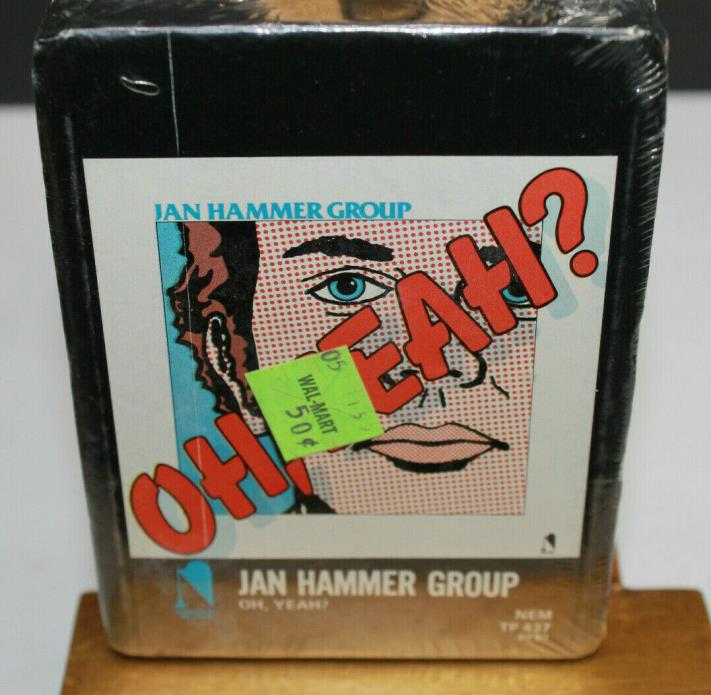 JAN HAMMER GROUP
OH, YEAH?
WAL-MART
50¢
JAN HAMMER GROUP
OH, YEAH?
NEM
TP 437